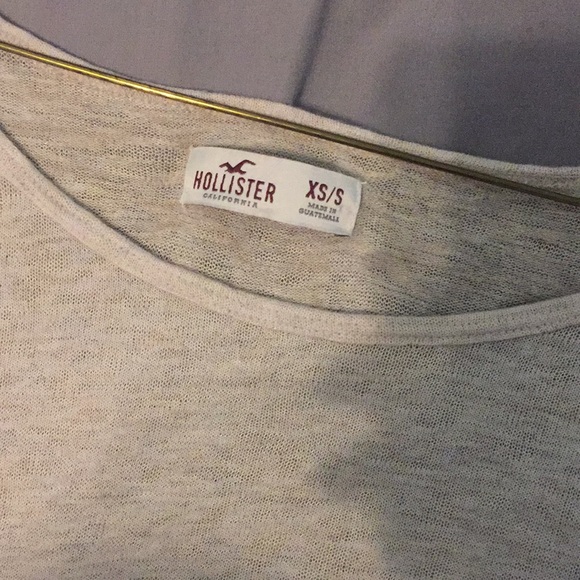 HOLLISTER
CALIFORNIA
XS/S
MADE IN
GUATEMALA